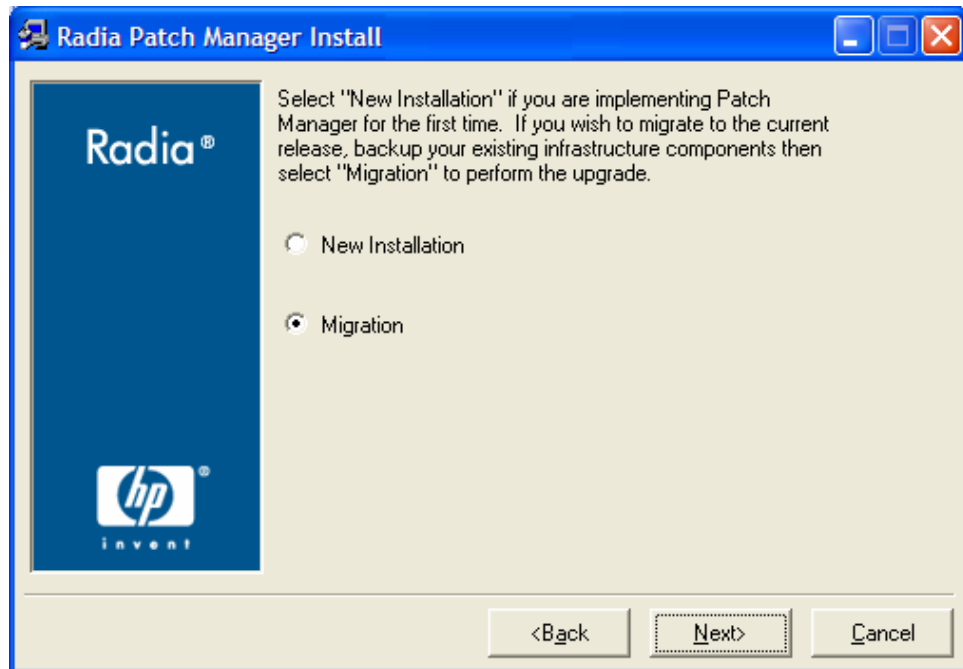 Radia Patch Manager Install
Radia®
Select "New Installation" if you are implementing Patch
Manager for the first time. If you wish to migrate to the current
release, backup your existing infrastructure components then
select "Migration" to perform the upgrade.
New Installation
Migration
hp®
invent
<Back
Next>
Cancel